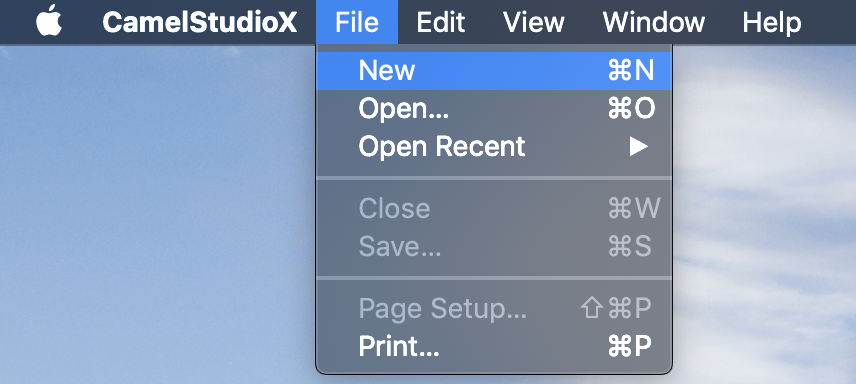 CamelStudioX File Edit View Window Help
New ⌘N
Open... ⌘O
Open Recent ▶
Close ⌘W
Save... ⌘S
Page Setup... ⇧⌘P
Print... ⌘P